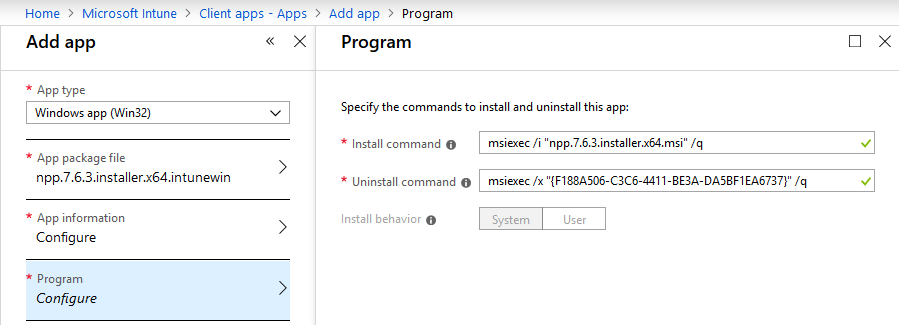 Home > Microsoft Intune > Client apps - Apps > Add app > Program
Add app
«
* App type
Windows app (Win32)
* App package file
npp.7.6.3.installer.x64.intunewin
* App information
Configure
* Program
Configure
Program
Specify the commands to install and uninstall this app:
* Install command
msiexec /i "npp.7.6.3.installer.x64.msi" /q
* Uninstall command
msiexec /x "{F188A506-C3C6-4411-BE3A-DA5BF1EA6737}" /q
Install behavior
System
User